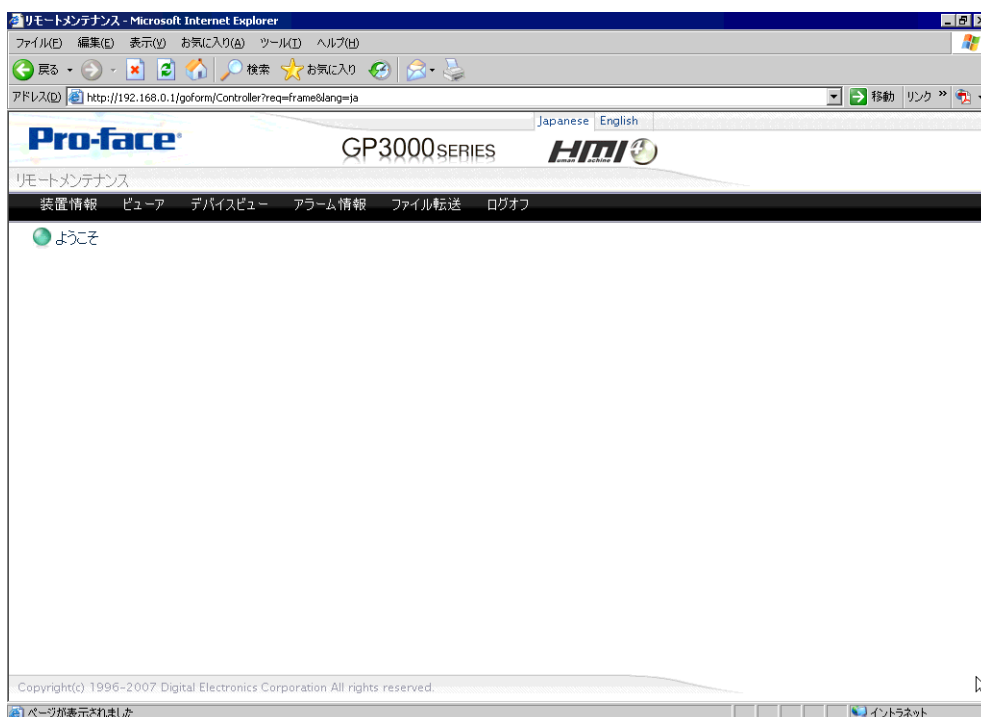 リモートメンテナンス - Microsoft Internet Explorer
ファイル(F) 編集(E) 表示(V) お気に入り(A) ツール(T) ヘルプ(H)
戻る 検索 お気に入り
アドレス(D) http://192.168.0.1/goform/Controller?req=frame&lang=ja 移動 リンク »
Japanese English
Pro-face®
GP3000 SERIES
HMI
Human Machine
リモートメンテナンス
装置情報 ビューア デバイスビュー アラーム情報 ファイル転送 ログオフ
ようこそ
Copyright(c) 1996-2007 Digital Electronics Corporation All rights reserved.
ページが表示されました イントラネット